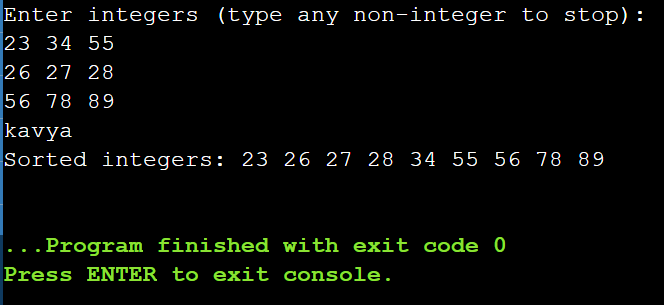 Enter integers (type any non-integer to stop):
23 34 55
26 27 28
56 78 89
kavya
Sorted integers: 23 26 27 28 34 55 56 78 89
...Program finished with exit code 0
Press ENTER to exit console.